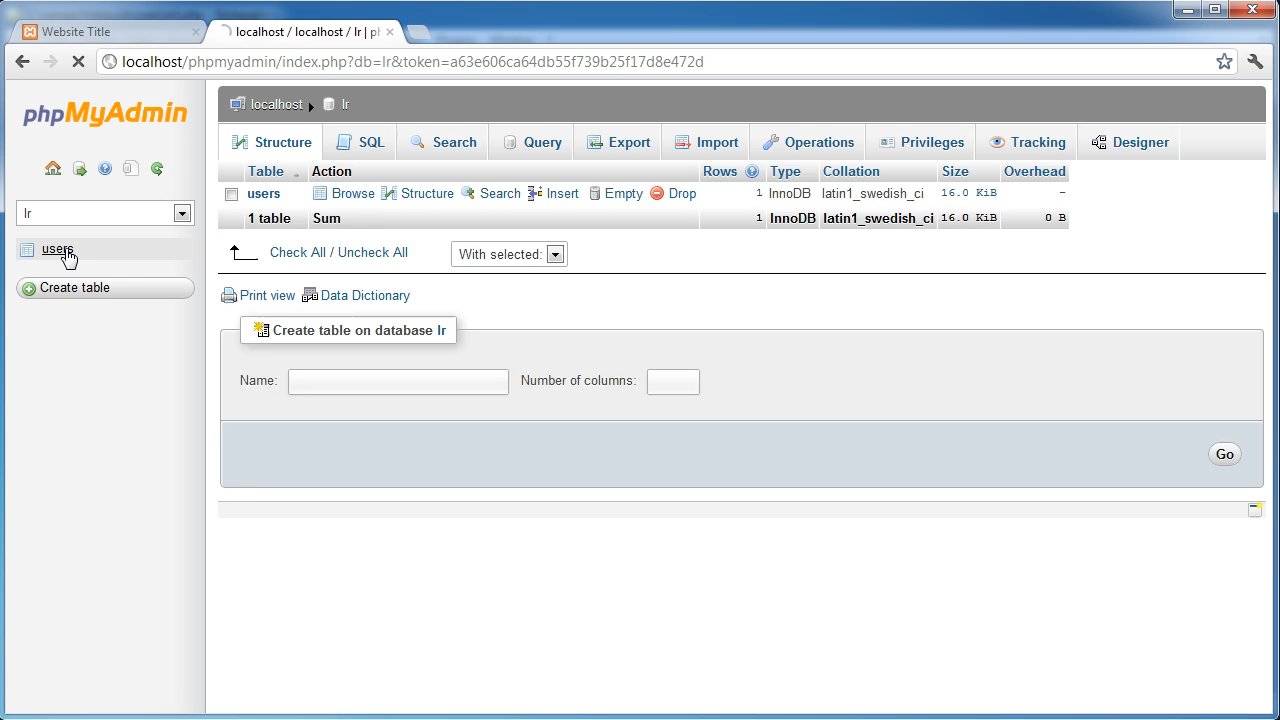 Website Title
localhost / localhost / lr | ph
localhost/phpmyadmin/index.php?db=lr&token=a63e606ca64db55f739b25f17d8e472d
phpMyAdmin
localhost lr
Structure SQL Search Query Export Import Operations Privileges Tracking Designer
Table Action Rows Type Collation Size Overhead
users Browse Structure Search Insert Empty Drop 1 InnoDB latin1_swedish_ci 16.0 KiB -
1 table Sum 1 InnoDB latin1_swedish_ci 16.0 KiB 0 B
lr
users
Create table
Check All / Uncheck All With selected:
Print view Data Dictionary
Create table on database lr
Name: Number of columns:
Go